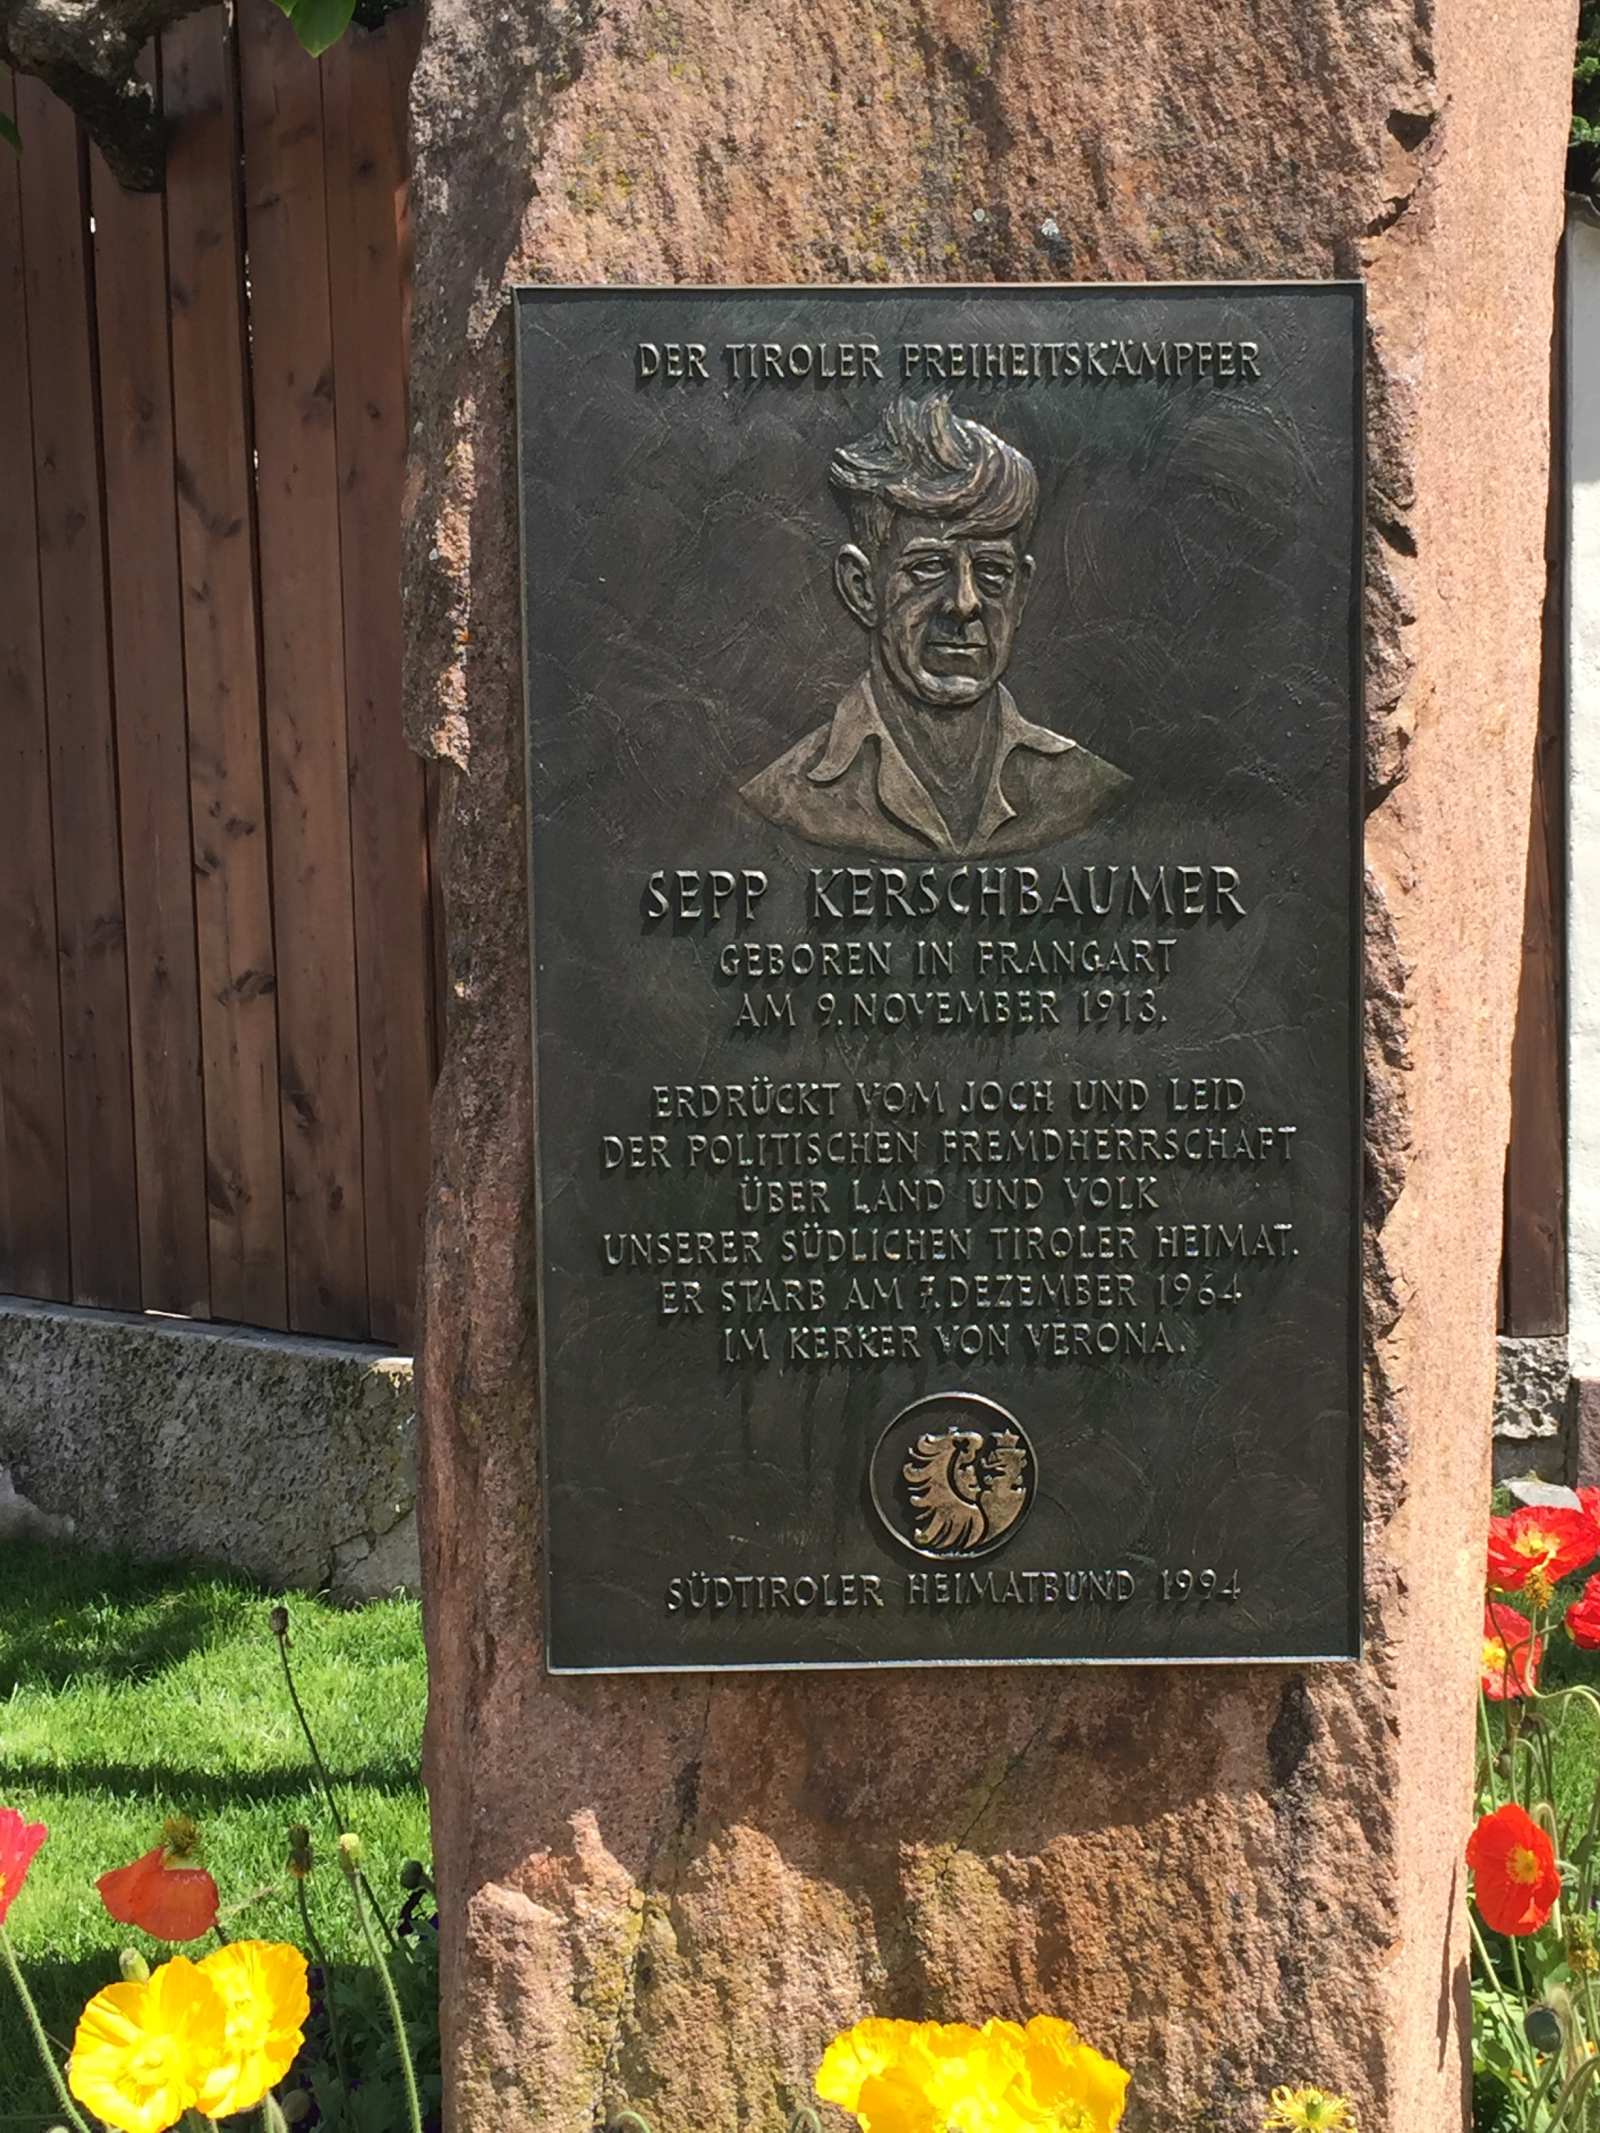 DER TIROLER FREIHEITSKÄMPFER
SEPP KERSCHBAUMER
GEBOREN IN FRANGART
AM 9. NOVEMBER 1913.
ERDRÜCKT VOM JOCH UND LEID
DER POLITISCHEN FREMDHERRSCHAFT
ÜBER LAND UND VOLK
UNSERER SÜDLICHEN TIROLER HEIMAT.
ER STARB AM 7. DEZEMBER 1964
IM KERKER VON VERONA.
SÜDTIROLER HEIMATBUND 1994